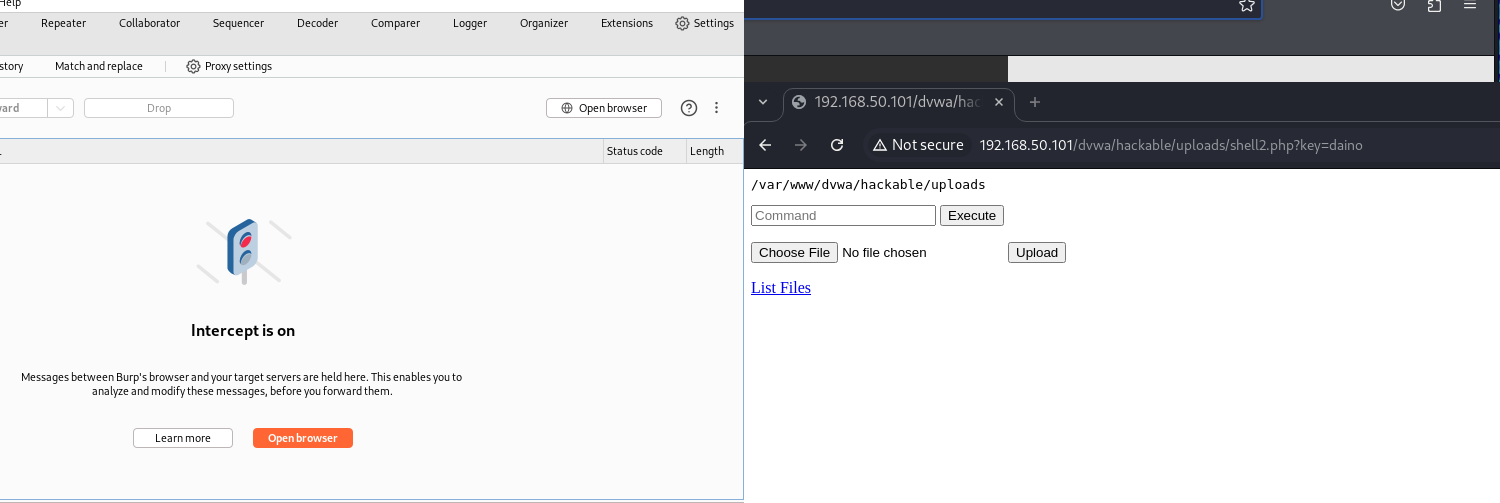 Help
er Repeater Collaborator Sequencer Decoder Comparer Logger Organizer Extensions Settings
story Match and replace Proxy settings
ward Drop Open browser
Status code Length
Intercept is on
Messages between Burp's browser and your target servers are held here. This enables you to
analyze and modify these messages, before you forward them.
Learn more Open browser
192.168.50.101/dvwa/hac
Not secure 192.168.50.101/dvwa/hackable/uploads/shell2.php?key=daino
/var/www/dvwa/hackable/uploads
Command Execute
Choose File No file chosen Upload
List Files